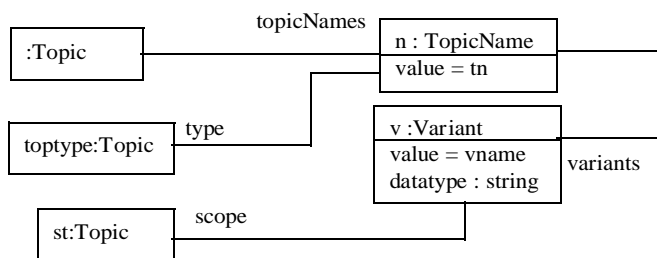 topicNames
:Topic
n : TopicName
value = tn
type
toptype:Topic
v :Variant
value = vname
datatype : string
variants
scope
st:Topic